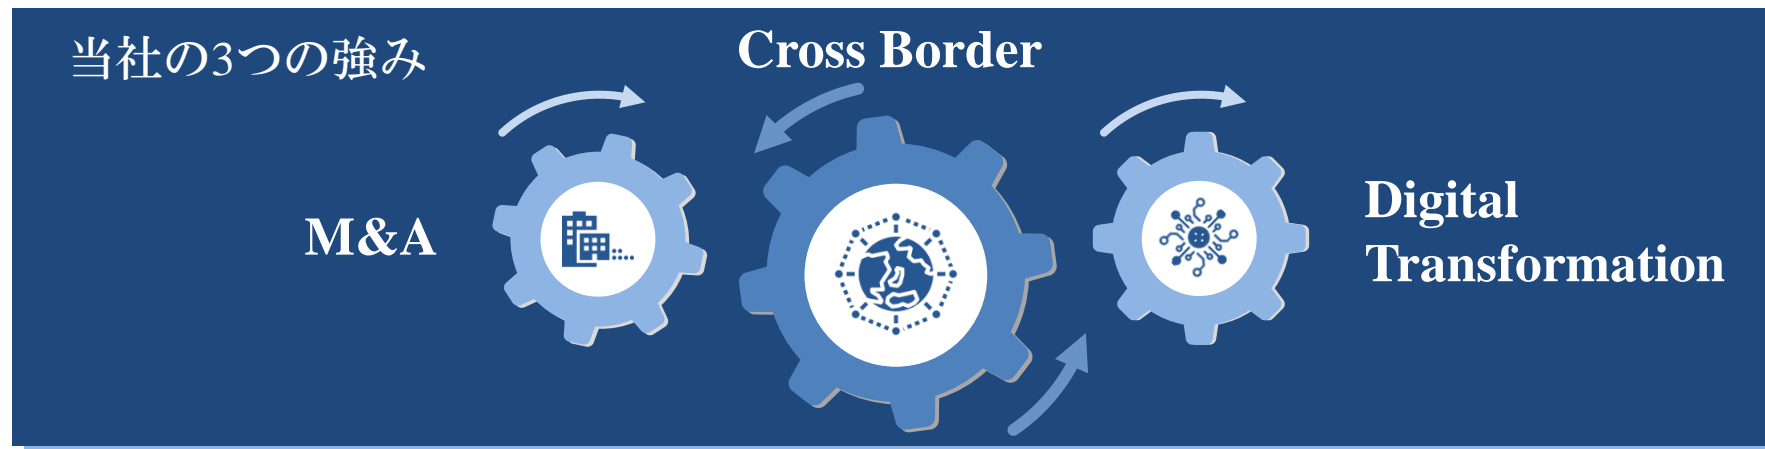 当社の3つの強み
Cross Border
M&A
Digital
Transformation